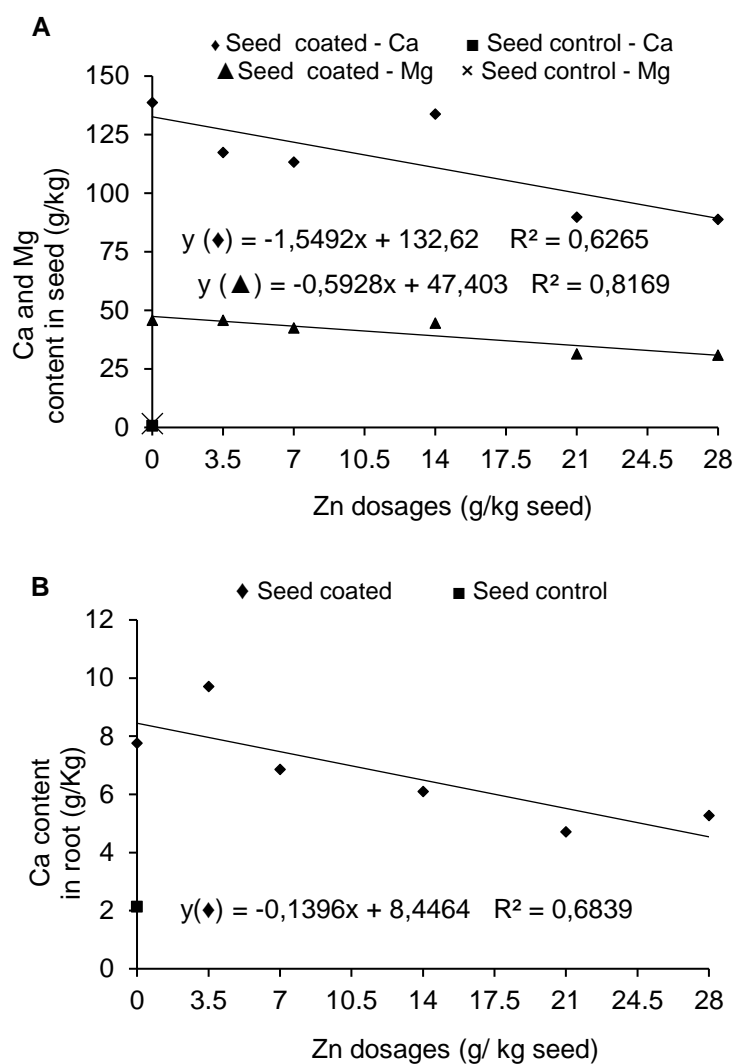 A
♦ Seed coated - Ca ■ Seed control - Ca
▲ Seed coated - Mg × Seed control - Mg
150
125
100
75
50
25
0
Ca and Mg
content in seed (g/kg)
y (♦) = -1,5492x + 132,62 R² = 0,6265
y (▲) = -0,5928x + 47,403 R² = 0,8169
0 3.5 7 10.5 14 17.5 21 24.5 28
Zn dosages (g/kg seed)
B
♦ Seed coated ■ Seed control
12
10
8
6
4
2
0
Ca content
in root (g/Kg)
y(♦) = -0,1396x + 8,4464 R² = 0,6839
0 3.5 7 10.5 14 17.5 21 24.5 28
Zn dosages (g/ kg seed)